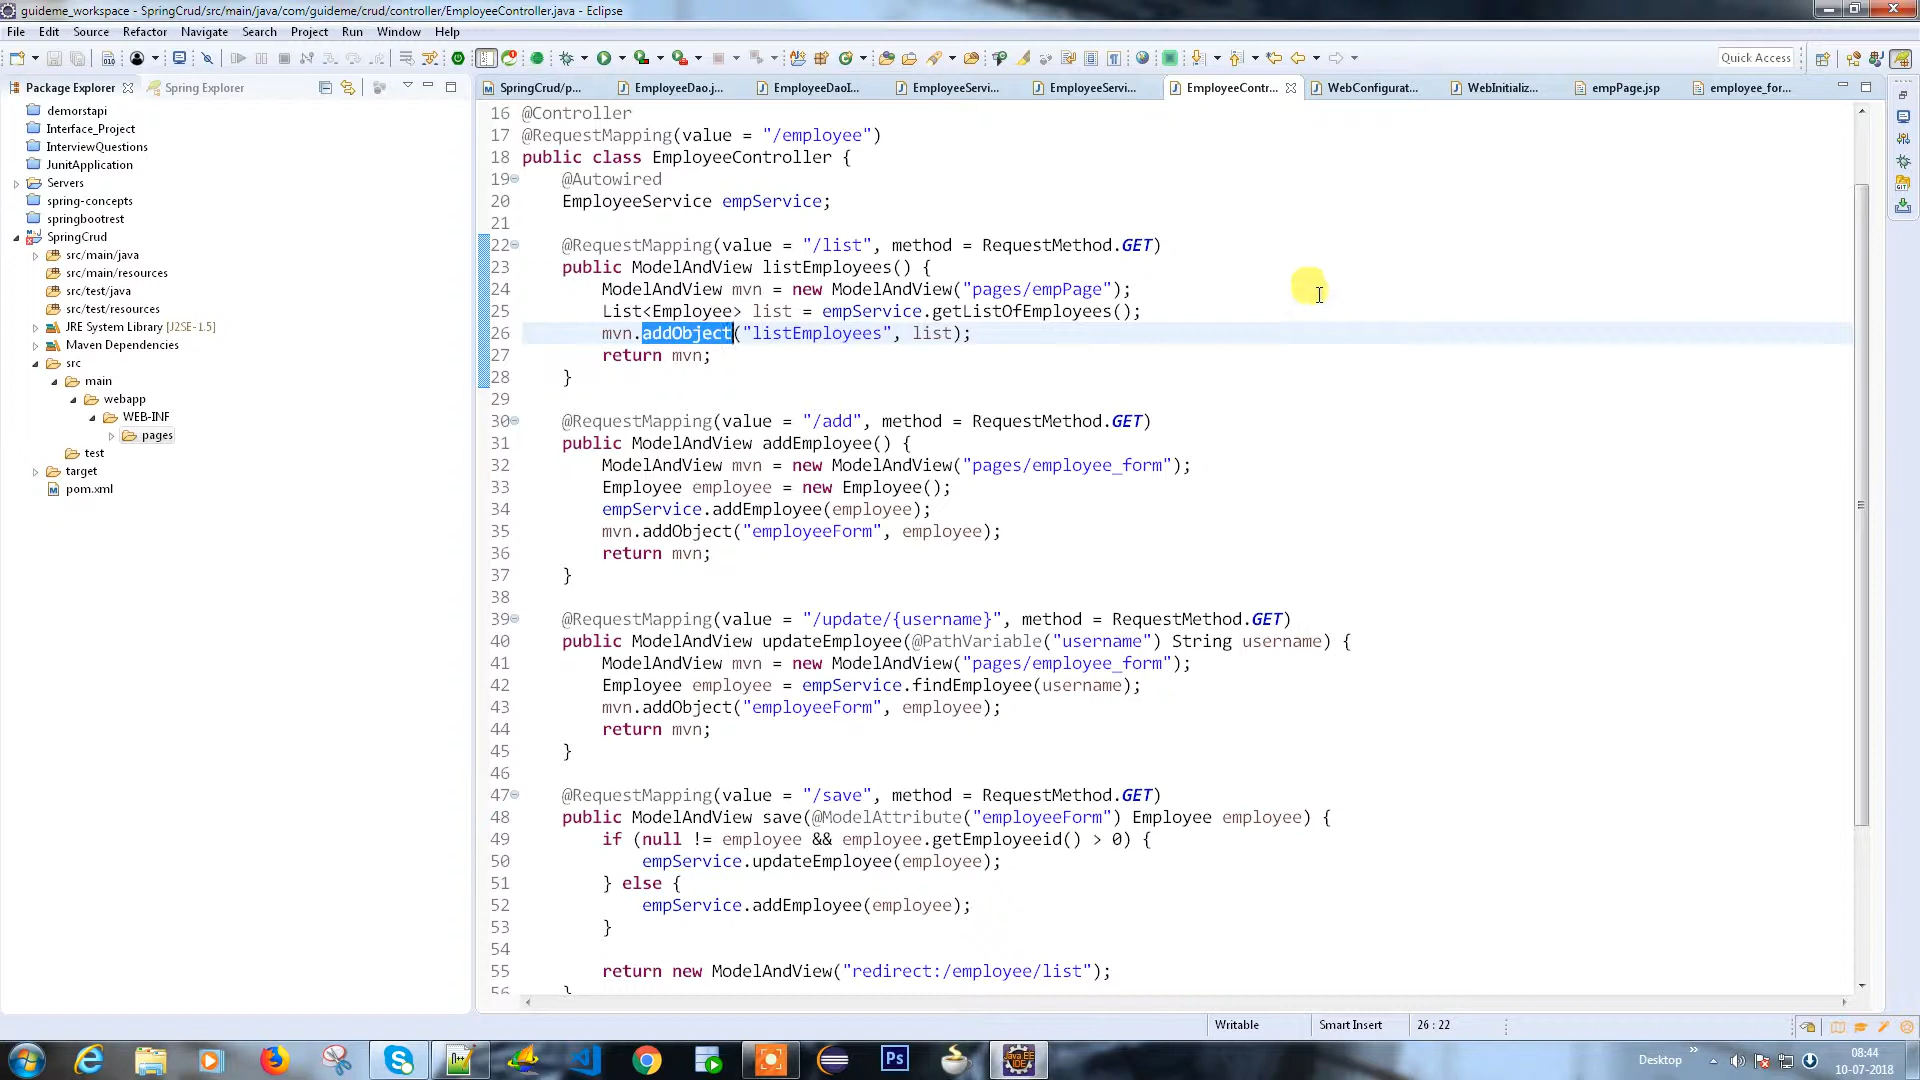 guideme_workspace - SpringCrud/src/main/java/com/guideme/crud/controller/EmployeeController.java - Eclipse
File Edit Source Refactor Navigate Search Project Run Window Help
Quick Access
Package Explorer Spring Explorer
SpringCrud/p... EmployeeDao.j... EmployeeDaoI... EmployeeServi... EmployeeServi... EmployeeContr... WebConfigurat... WebInitializ... empPage.jsp employee_for...
demorstapi
Interface_Project
InterviewQuestions
JunitApplication
Servers
spring-concepts
springbootrest
SpringCrud
src/main/java
src/main/resources
src/test/java
src/test/resources
JRE System Library [J2SE-1.5]
Maven Dependencies
src
main
webapp
WEB-INF
pages
test
target
pom.xml
16 @Controller
17 @RequestMapping(value = "/employee")
18 public class EmployeeController {
19 @Autowired
20 EmployeeService empService;
21
22 @RequestMapping(value = "/list", method = RequestMethod.GET)
23 public ModelAndView listEmployees() {
24 ModelAndView mvn = new ModelAndView("pages/empPage");
25 List<Employee> list = empService.getListOfEmployees();
26 mvn.addObject("listEmployees", list);
27 return mvn;
28 }
29
30 @RequestMapping(value = "/add", method = RequestMethod.GET)
31 public ModelAndView addEmployee() {
32 ModelAndView mvn = new ModelAndView("pages/employee_form");
33 Employee employee = new Employee();
34 empService.addEmployee(employee);
35 mvn.addObject("employeeForm", employee);
36 return mvn;
37 }
38
39 @RequestMapping(value = "/update/{username}", method = RequestMethod.GET)
40 public ModelAndView updateEmployee(@PathVariable("username") String username) {
41 ModelAndView mvn = new ModelAndView("pages/employee_form");
42 Employee employee = empService.findEmployee(username);
43 mvn.addObject("employeeForm", employee);
44 return mvn;
45 }
46
47 @RequestMapping(value = "/save", method = RequestMethod.GET)
48 public ModelAndView save(@ModelAttribute("employeeForm") Employee employee) {
49 if (null != employee && employee.getEmployeeid() > 0) {
50 empService.updateEmployee(employee);
51 } else {
52 empService.addEmployee(employee);
53 }
54
55 return new ModelAndView("redirect:/employee/list");
56 }
Writable Smart Insert 26 : 22
Ps
Java EE IDE
Desktop
08:44
10-07-2018